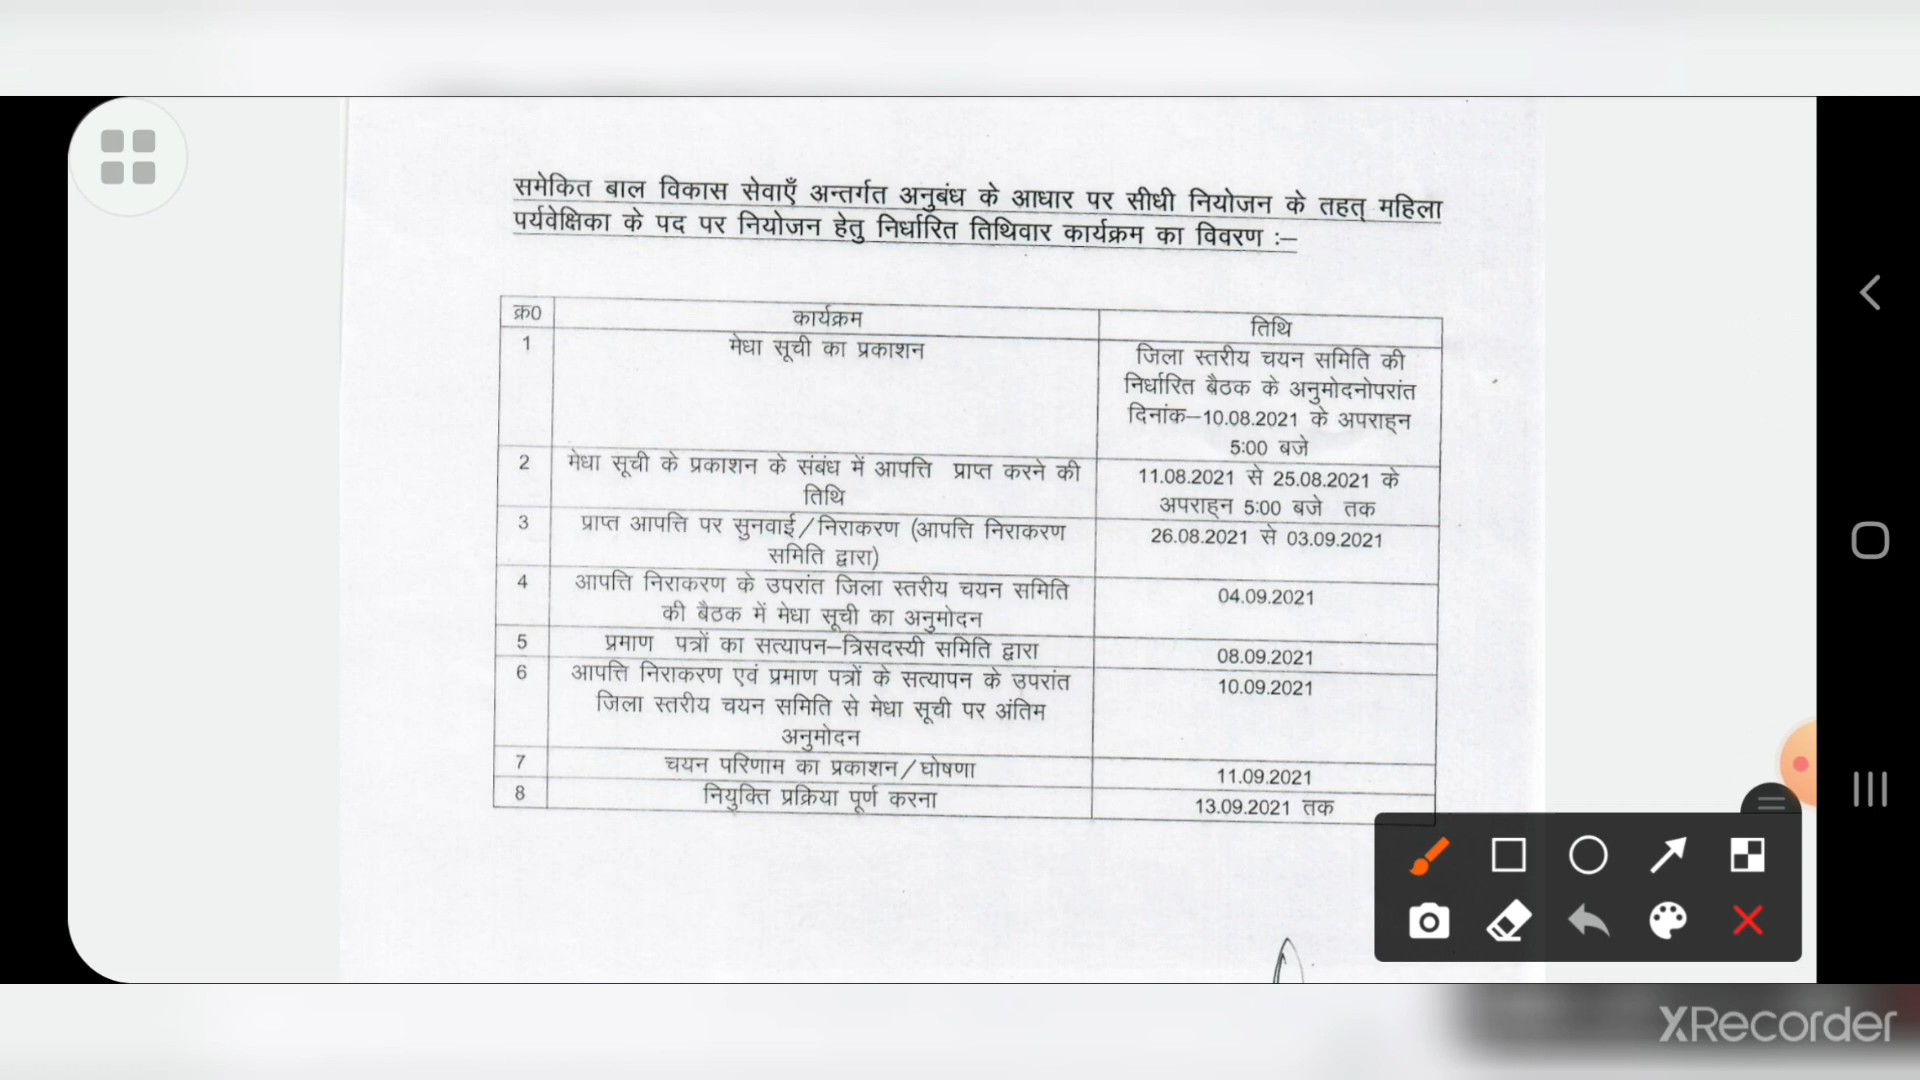 समेकित बाल विकास सेवाएँ अन्तर्गत अनुबंध के आधार पर सीधी नियोजन के तहत् महिला
पर्यवेक्षिका के पद पर नियोजन हेतु निर्धारित तिथिवार कार्यक्रम का विवरण :–
क्र0 कार्यक्रम तिथि
1 मेधा सूची का प्रकाशन जिला स्तरीय चयन समिति की
निर्धारित बैठक के अनुमोदनोपरांत
दिनांक–10.08.2021 के अपराह्न
5:00 बजे
2 मेधा सूची के प्रकाशन के संबंध में आपत्ति प्राप्त करने की 11.08.2021 से 25.08.2021 के
तिथि अपराह्न 5:00 बजे तक
3 प्राप्त आपत्ति पर सुनवाई/निराकरण (आपत्ति निराकरण 26.08.2021 से 03.09.2021
समिति द्वारा)
4 आपत्ति निराकरण के उपरांत जिला स्तरीय चयन समिति 04.09.2021
की बैठक में मेधा सूची का अनुमोदन
5 प्रमाण पत्रों का सत्यापन–त्रिसदस्यी समिति द्वारा 08.09.2021
6 आपत्ति निराकरण एवं प्रमाण पत्रों के सत्यापन के उपरांत 10.09.2021
जिला स्तरीय चयन समिति से मेधा सूची पर अंतिम
अनुमोदन
7 चयन परिणाम का प्रकाशन/घोषणा 11.09.2021
8 नियुक्ति प्रक्रिया पूर्ण करना 13.09.2021 तक
XRecorder